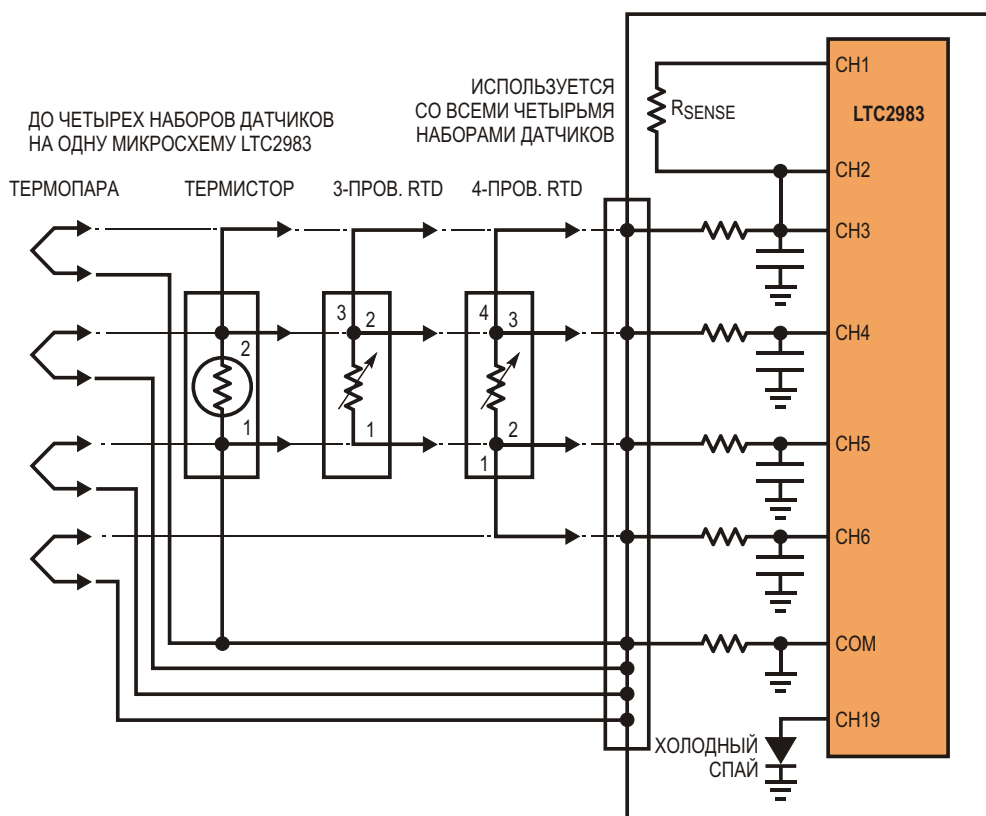 ДО ЧЕТЫРЕХ НАБОРОВ ДАТЧИКОВ
НА ОДНУ МИКРОСХЕМУ LTC2983
ИСПОЛЬЗУЕТСЯ
СО ВСЕМИ ЧЕТЫРЬМЯ
НАБОРАМИ ДАТЧИКОВ
ТЕРМОПАРА
ТЕРМИСТОР
3-ПРОВ. RTD
4-ПРОВ. RTD
2
1
3
2
1
4
3
2
1
RSENSE
LTC2983
CH1
CH2
CH3
CH4
CH5
CH6
COM
CH19
ХОЛОДНЫЙ
СПАЙ